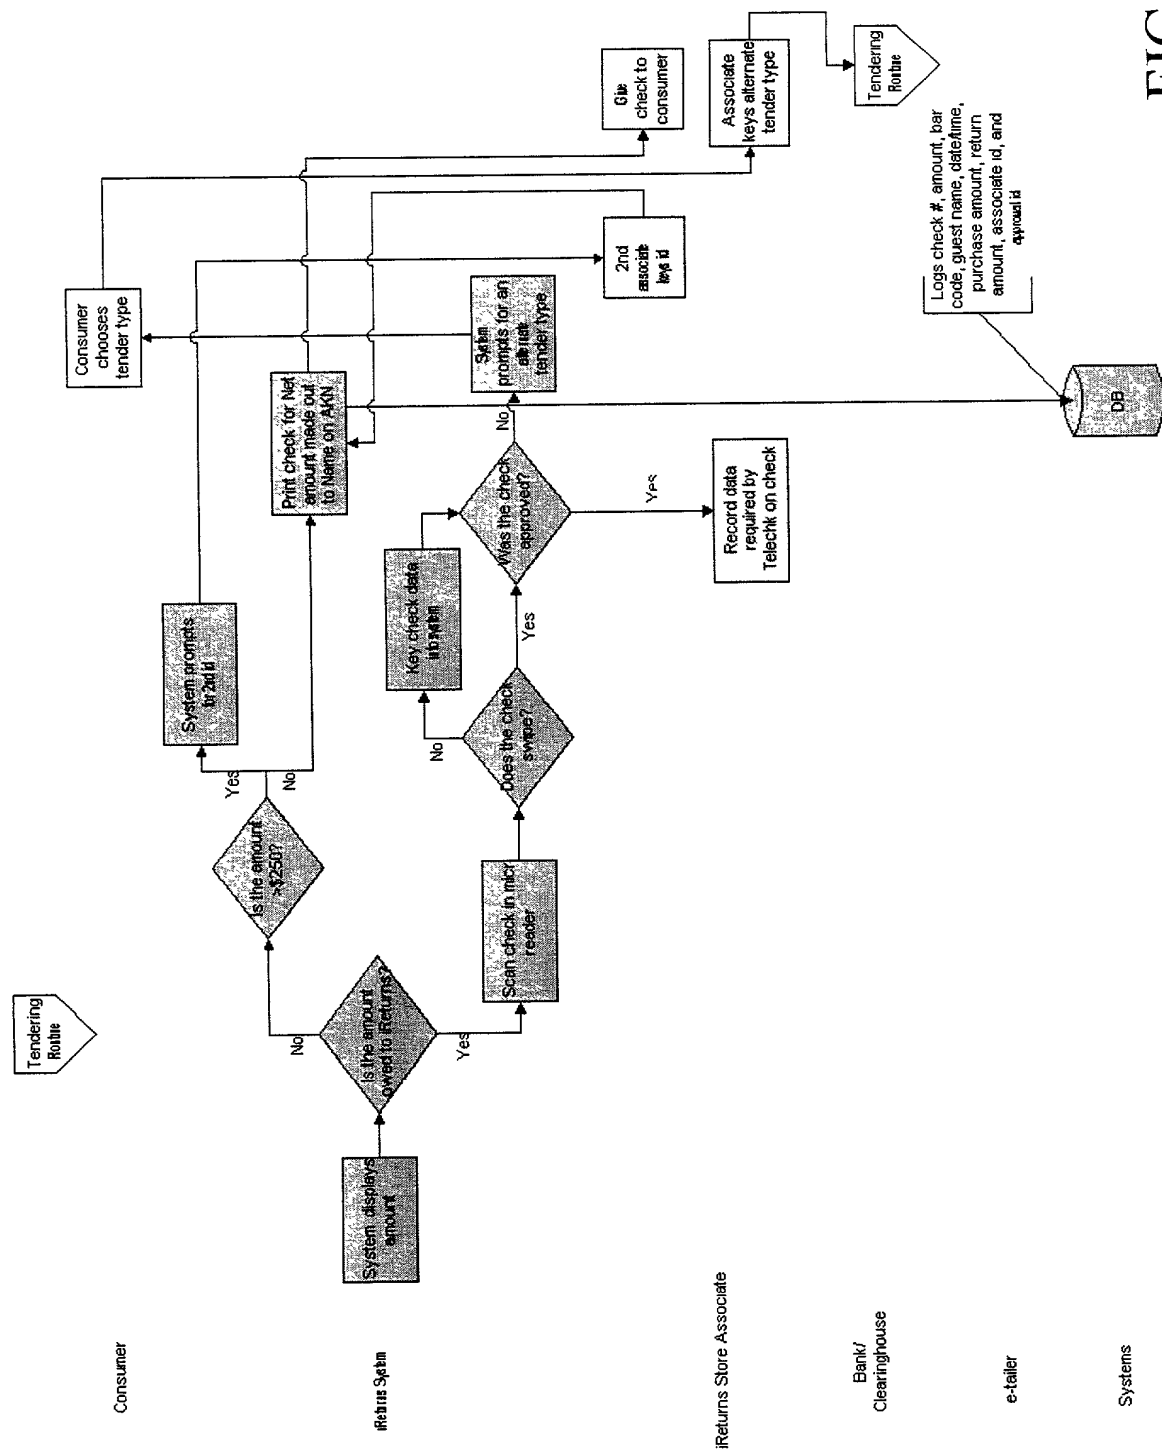 Tendering
Routine
Consumer
iReturns System
iReturns Store Associate
Bank/
Clearinghouse
e-tailer
Systems
System displays
amount
Is the amount
owed to iReturns?
No
Yes
Is the amount
>$250?
Yes
No
System prompts
for 2nd id
Print check for Net
amount made out
to Name on AKN
Consumer
chooses
tender type
Scan check in micr
reader
Does the check
swipe?
No
Yes
Key check data
into system
Was the check
approved?
No
Yes
System
prompts for an
alternate
tender type
Record data
required by
Telechk on check
2nd
associate
keys id
Give
check to
consumer
Associate
keys alternate
tender type
Tendering
Routine
Logs check #, amount, bar
code, guest name, date/time,
purchase amount, return
amount, associate id, and
approval id
DB